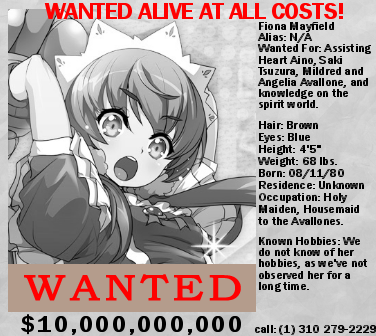 WANTED ALIVE AT ALL COSTS!
Fiona Mayfield
Alias: N/A
Wanted For: Assisting
Heart Aino, Saki
Tsuzura, Mildred and
Angelia Avallone, and
knowledge on the
spirit world.
Hair: Brown
Eyes: Blue
Height: 4'5"
Weight: 68 lbs.
Born: 08/11/80
Residence: Unknown
Occupation: Holy
Maiden, Housemaid
to the Avallones.
Known Hobbies: We
do not know of her
hobbies, as we've not
observed her for a
long time.
WANTED
$10,000,000,000
call: (1) 310 279-2229